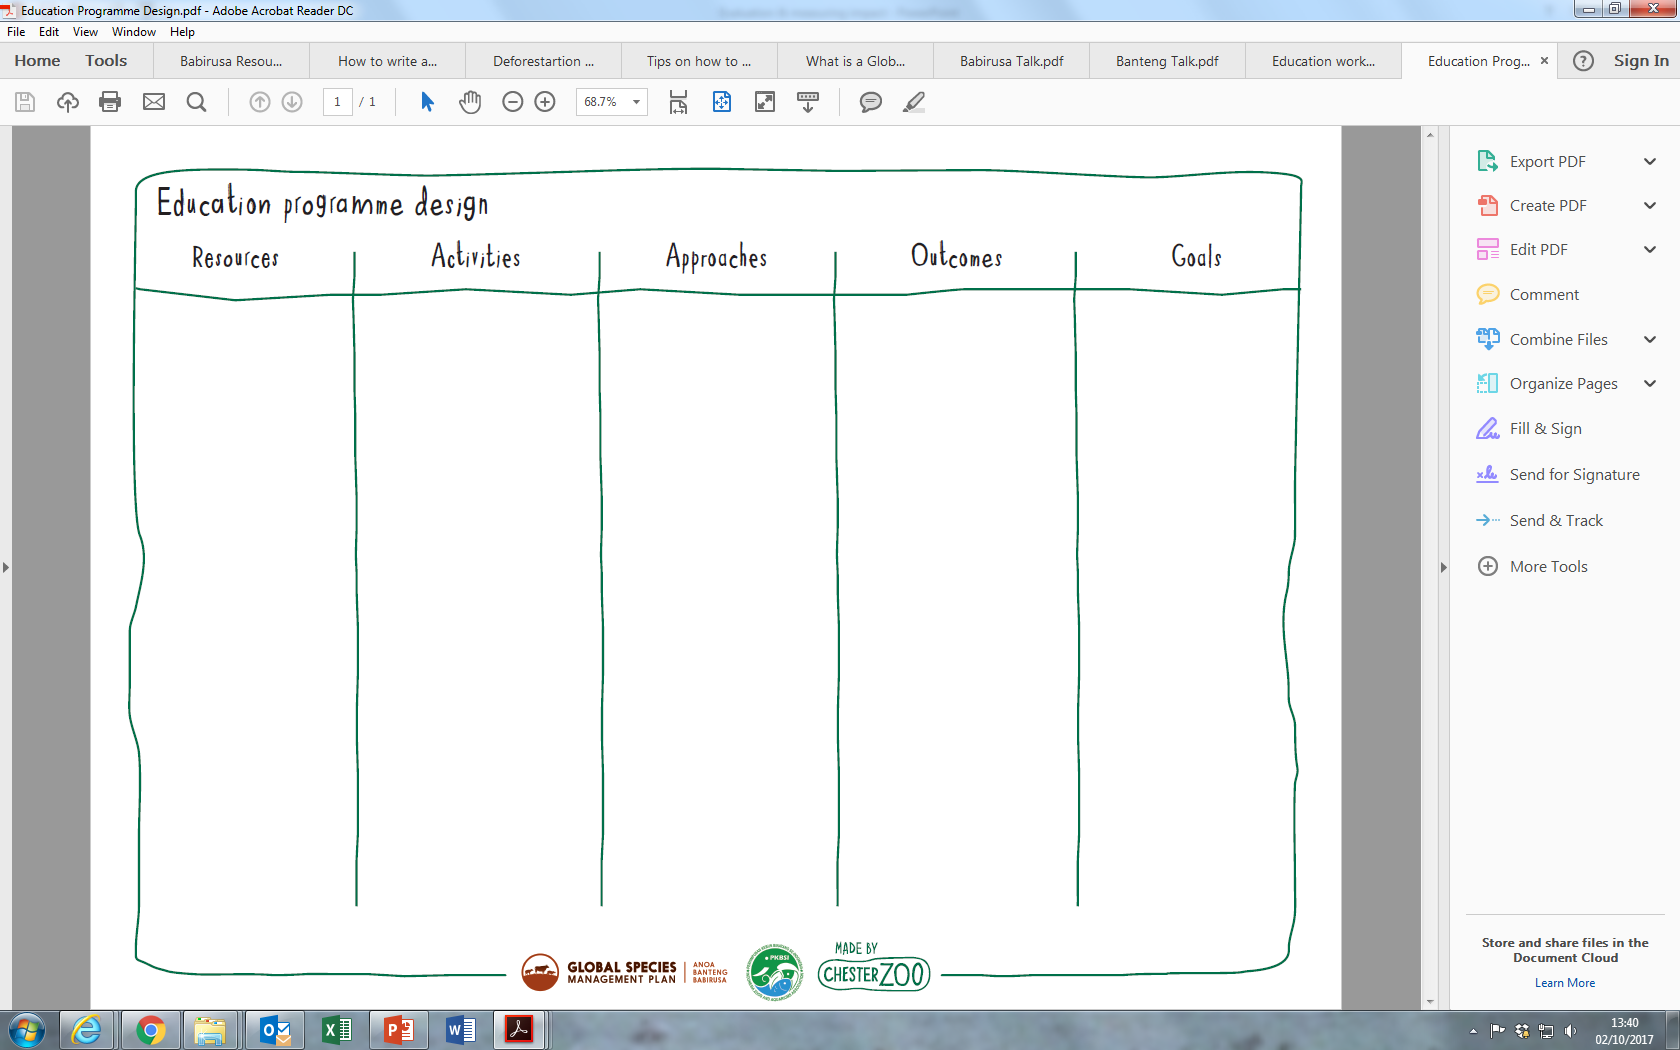 Education Programme Design.pdf - Adobe Acrobat Reader DC
File Edit View Window Help
Home Tools Babirusa Resou... How to write a... Deforestartion ... Tips on how to ... What is a Glob... Babirusa Talk.pdf Banteng Talk.pdf Education work... Education Prog... Sign In
1 / 1 68.7%
Education programme design
Resources Activities Approaches Outcomes Goals
Export PDF
Create PDF
Edit PDF
Comment
Combine Files
Organize Pages
Fill & Sign
Send for Signature
Send & Track
More Tools
Store and share files in the
Document Cloud
Learn More
GLOBAL SPECIES
MANAGEMENT PLAN
ANOA
BANTENG
BABIRUSA
PKBSI
MADE BY
CHESTER ZOO
13:40
02/10/2017